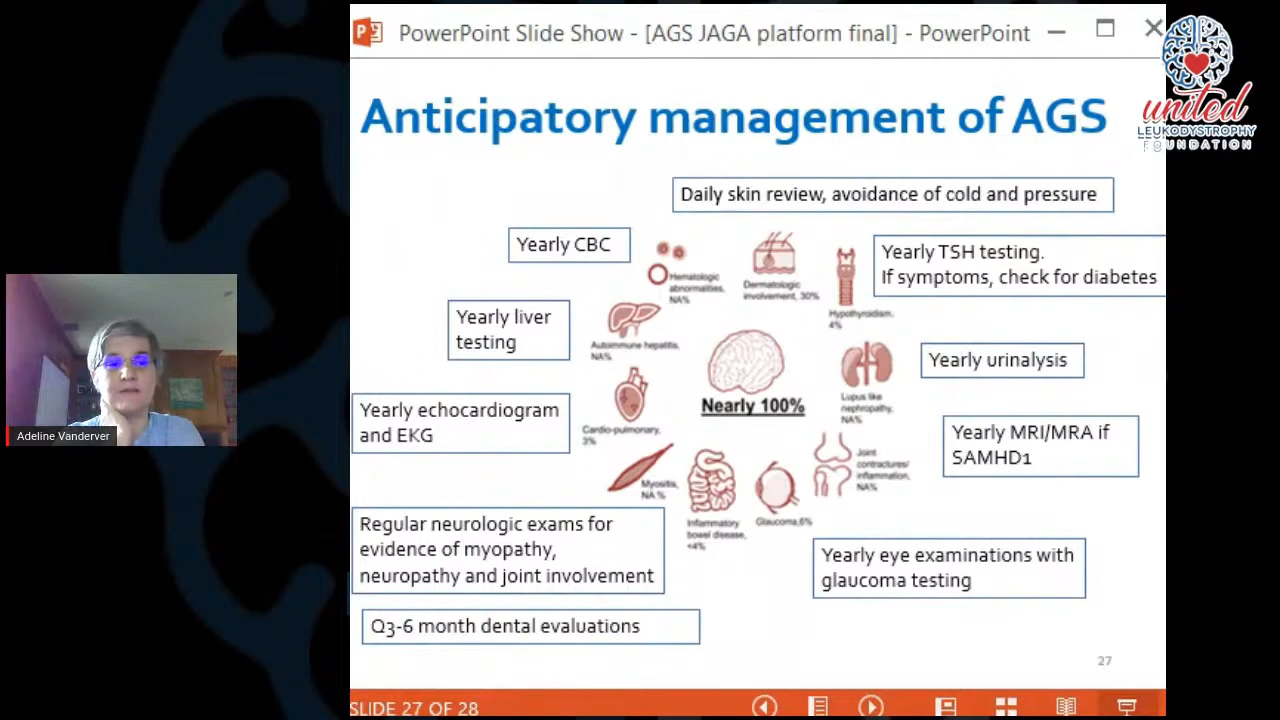 PowerPoint Slide Show - [AGS JAGA platform final] - PowerPoint
united
LEUKODYSTROPHY
FOUNDATION
Anticipatory management of AGS
Daily skin review, avoidance of cold and pressure
Yearly CBC
Hematologic
abnormalities,
NA%
Dermatologic
involvement, 30%
Hypothyroidism,
4%
Yearly TSH testing.
If symptoms, check for diabetes
Yearly liver
testing
Autoimmune hepatitis,
NA%
Nearly 100%
Lupus like
nephropathy,
NA%
Yearly urinalysis
Yearly echocardiogram
and EKG
Cardio-pulmonary,
3%
Joint
contractures/
inflammation,
NA%
Yearly MRI/MRA if
SAMHD1
Adeline Vanderver
Myositis,
NA %
Inflammatory
bowel disease,
<4%
Glaucoma,6%
Regular neurologic exams for
evidence of myopathy,
neuropathy and joint involvement
Yearly eye examinations with
glaucoma testing
Q3-6 month dental evaluations
27
SLIDE 27 OF 28